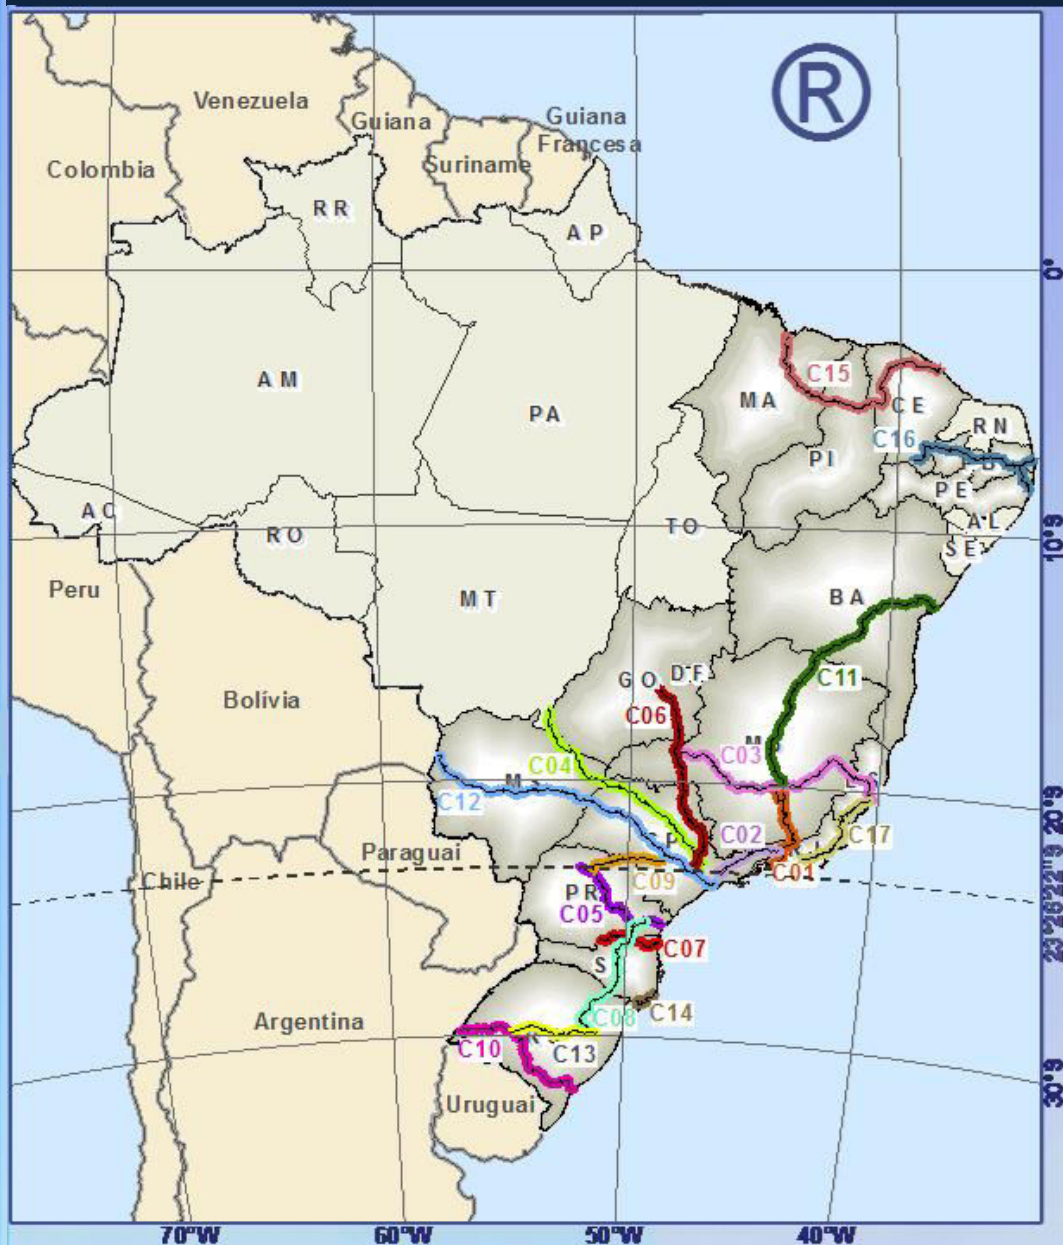 ®
Venezuela
Guiana
Guiana
Francesa
Suriname
Colombia
RR
AP
0°
AM
PA
MA
C15
CE
RN
C16
PI
PE
AC
RO
TO
AL
SE
10°S
Peru
MT
BA
Bolívia
GO
DF
C06
C11
C04
C03
C12
C02
C17
20°S
Paraguai
C01
Chile
C09
PR
C05
C07
S
C08
C14
Argentina
C10
C13
Uruguai
30°S
70°W
60°W
50°W
40°W